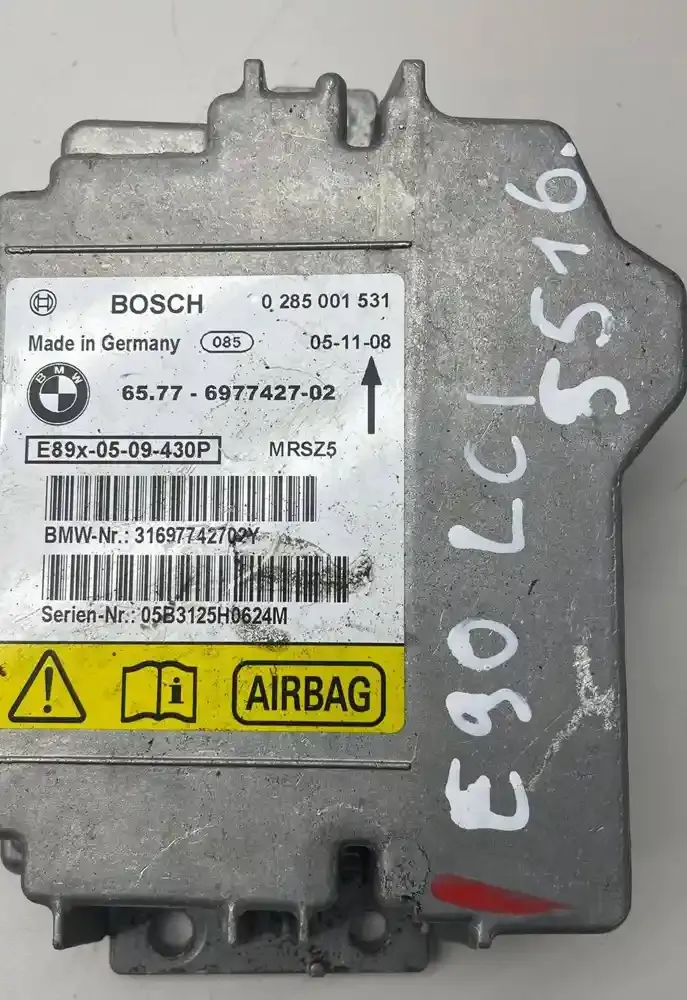 BOSCH 0 285 001 531
Made in Germany 085 05-11-08
BMW
65.77 - 6977427-02
E89x-05-09-430P MRSZ5
BMW-Nr.: 31697742702Y
Serien-Nr.: 05B3125H0624M
i AIRBAG
E90 LCI
5516.